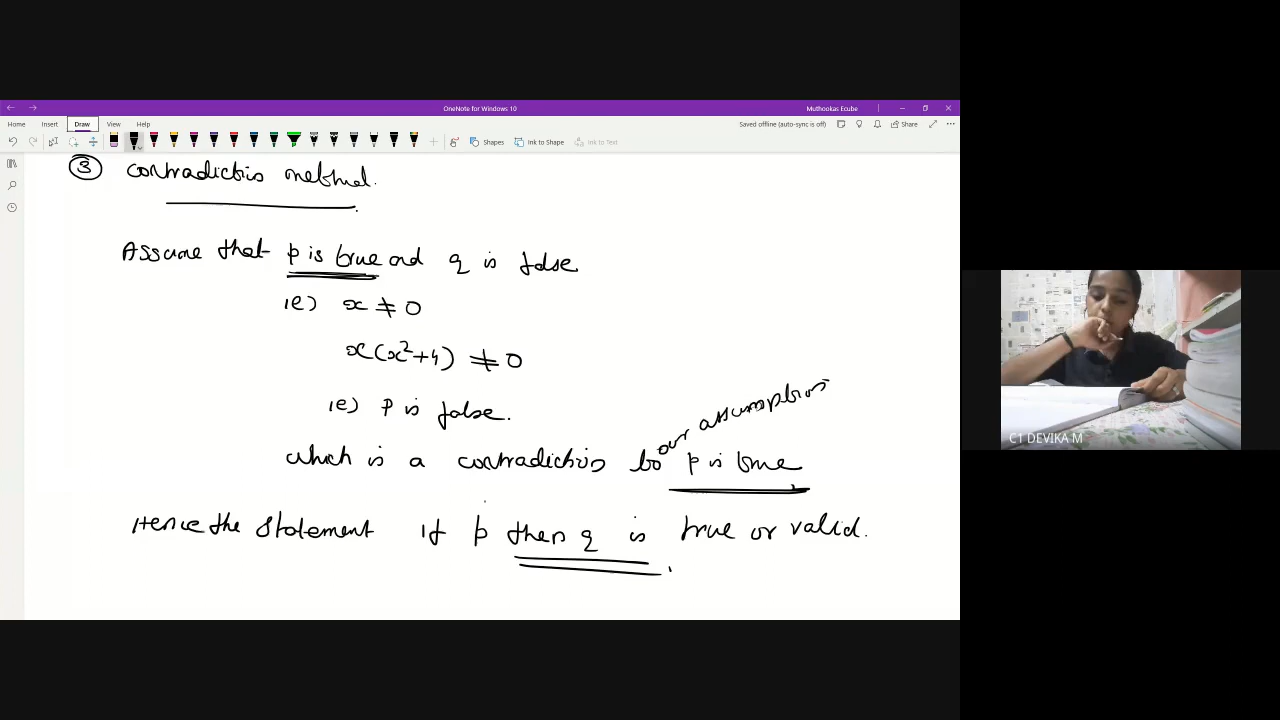 OneNote for Windows 10
Muthookas Ecube
Home Insert Draw View Help
Saved offline (auto-sync is off) Share
Shapes Ink to Shape Ink to Text
3 Contradiction method.
Assume that p is true and q is false
ie) x ≠ 0
x(x²+4) ≠ 0
ie) p is false.
our assumption
which is a contradiction to p is true
Hence the statement if p then q is true or valid.
C1 DEVIKA M